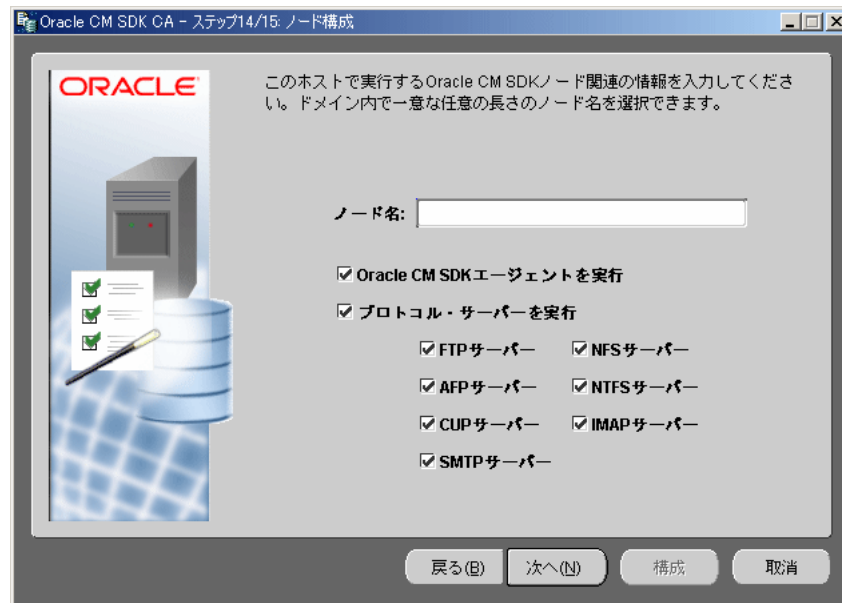 Oracle CM SDK CA - ステップ14/15: ノード構成
ORACLE
このホストで実行するOracle CM SDKノード関連の情報を入力してくださ
い。ドメイン内で一意な任意の長さのノード名を選択できます。
ノード名:
Oracle CM SDKエージェントを実行
プロトコル・サーバーを実行
FTPサーバー NFSサーバー
AFPサーバー NTFSサーバー
CUPサーバー IMAPサーバー
SMTPサーバー
戻る(B) 次へ(N) 構成 取消